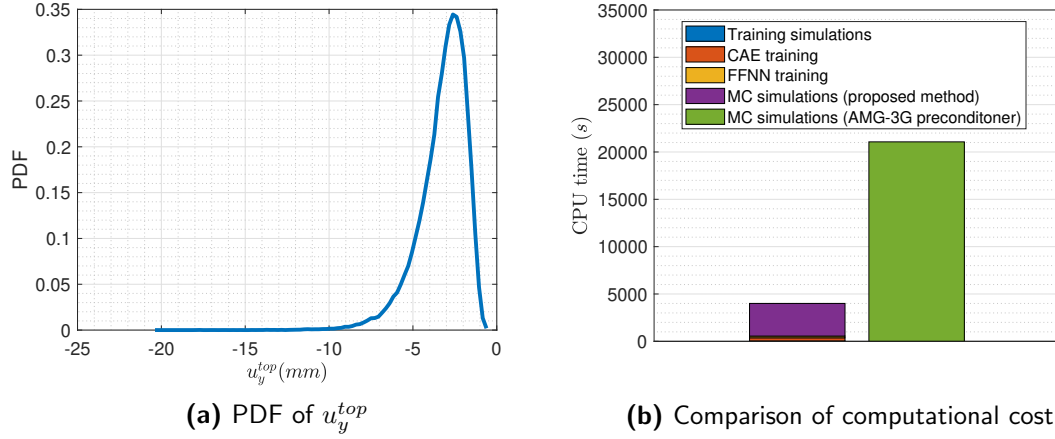 0.35
0.3
0.25
0.2
0.15
0.1
0.05
0
PDF
-25 -20 -15 -10 -5 0
u_y^{top}(mm)
(a) PDF of u_y^{top}
35000
30000
25000
20000
15000
10000
5000
0
CPU time (s)
Training simulations
CAE training
FFNN training
MC simulations (proposed method)
MC simulations (AMG-3G preconditoner)
(b) Comparison of computational cost